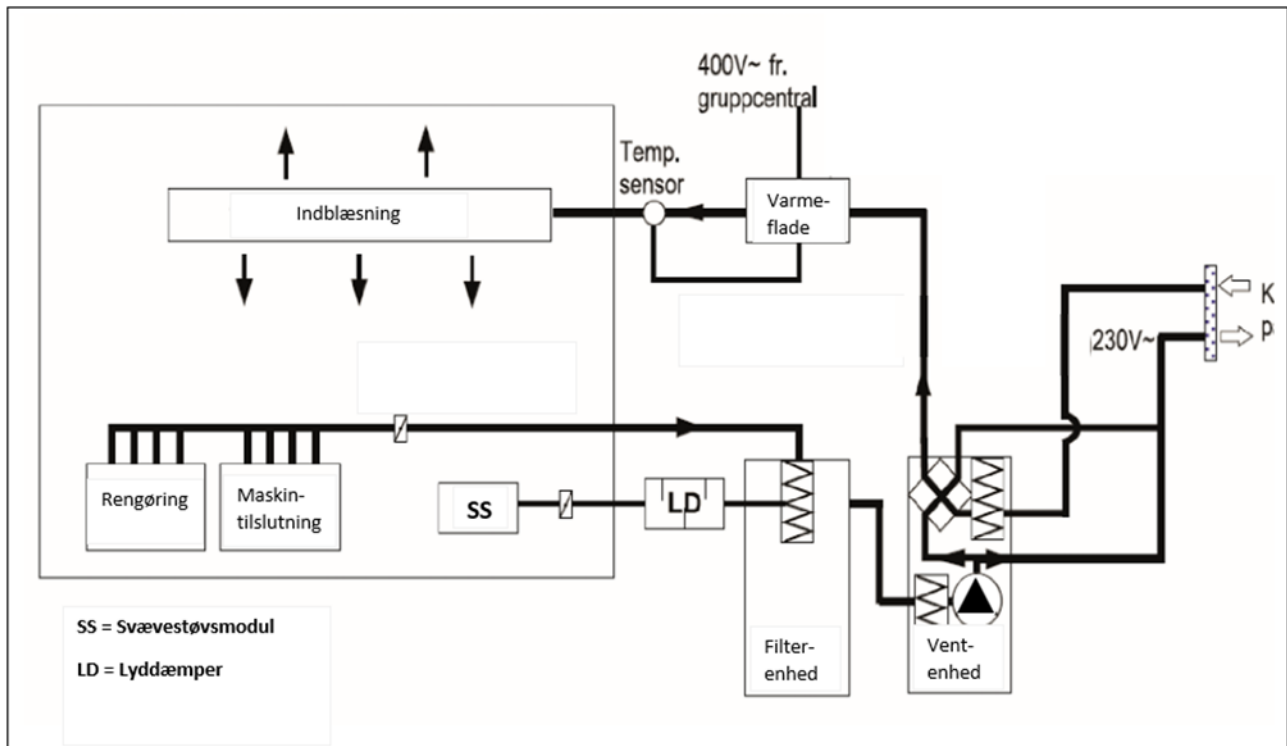 400V~ fr.
gruppcentral
Temp.
sensor
Varme-
flade
Indblæsning
K
p
230V~
Rengøring
Maskin-
tilslutning
SS
LD
SS = Svævestøvsmodul
LD = Lyddæmper
Filter-
enhed
Vent-
enhed